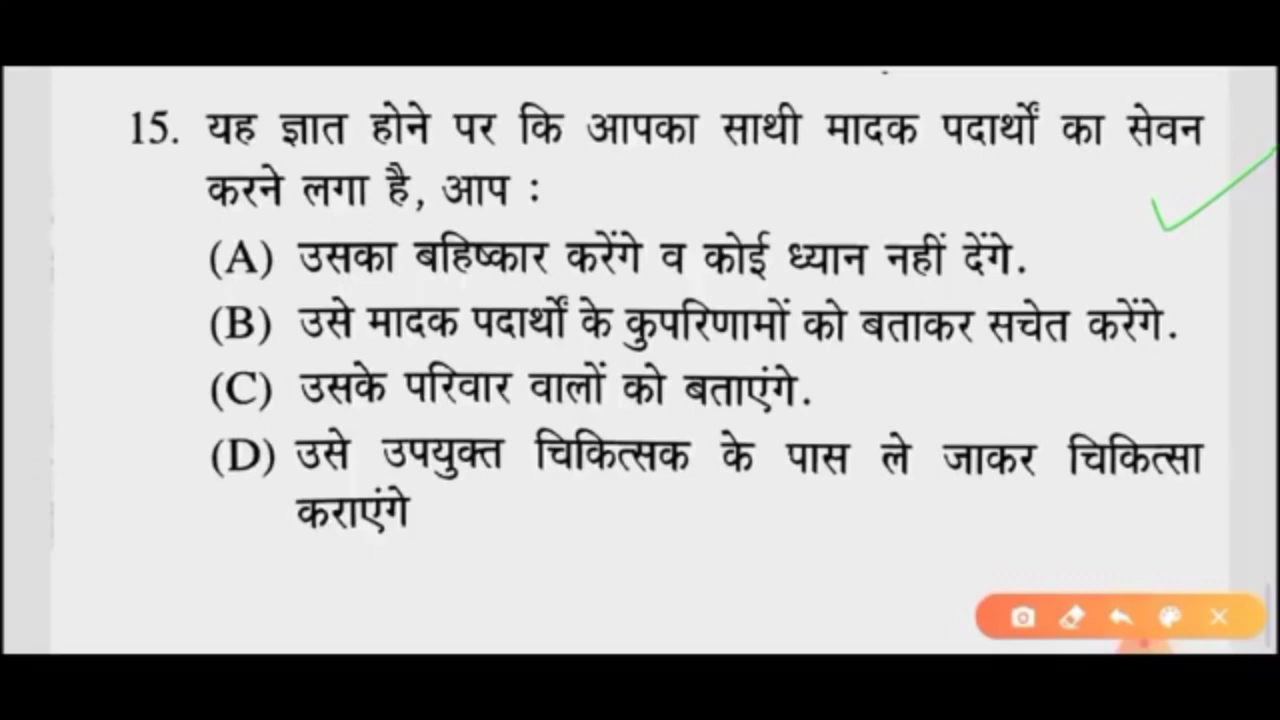 15. यह ज्ञात होने पर कि आपका साथी मादक पदार्थों का सेवन
करने लगा है, आप :
(A) उसका बहिष्कार करेंगे व कोई ध्यान नहीं देंगे.
(B) उसे मादक पदार्थों के कुपरिणामों को बताकर सचेत करेंगे.
(C) उसके परिवार वालों को बताएंगे.
(D) उसे उपयुक्त चिकित्सक के पास ले जाकर चिकित्सा
कराएंगे